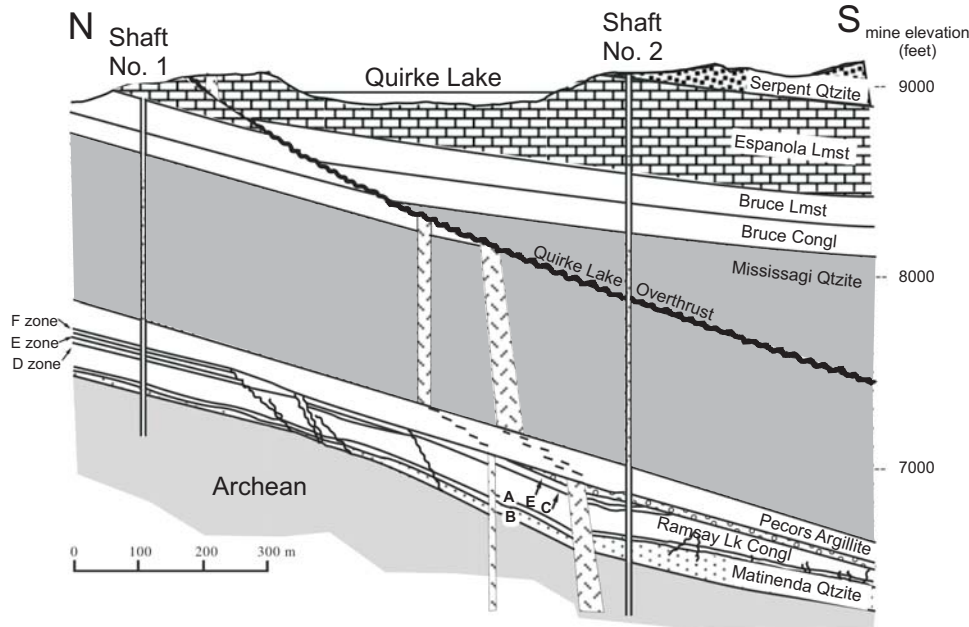 N
S
mine elevation
(feet)
Shaft
No. 1
Shaft
No. 2
Quirke Lake
Serpent Qtzite
9000
Espanola Lmst
Bruce Lmst
Bruce Congl
Mississagi Qtzite
8000
Quirke Lake Overthrust
F zone
E zone
D zone
7000
Archean
A
B
E
C
Pecors Argillite
Ramsay Lk Congl
Matinenda Qtzite
0 100 200 300 m